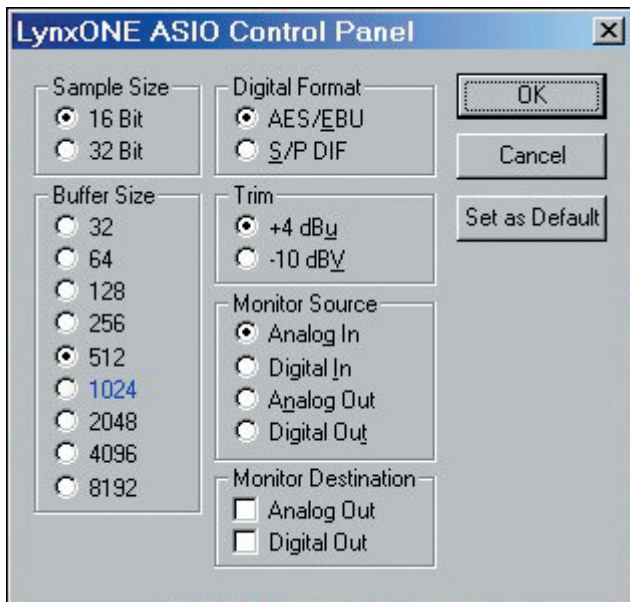 LynxONE ASIO Control Panel
Sample Size
16 Bit
32 Bit
Buffer Size
32
64
128
256
512
1024
2048
4096
8192
Digital Format
AES/EBU
S/P DIF
Trim
+4 dBu
-10 dBV
Monitor Source
Analog In
Digital In
Analog Out
Digital Out
Monitor Destination
Analog Out
Digital Out
OK
Cancel
Set as Default